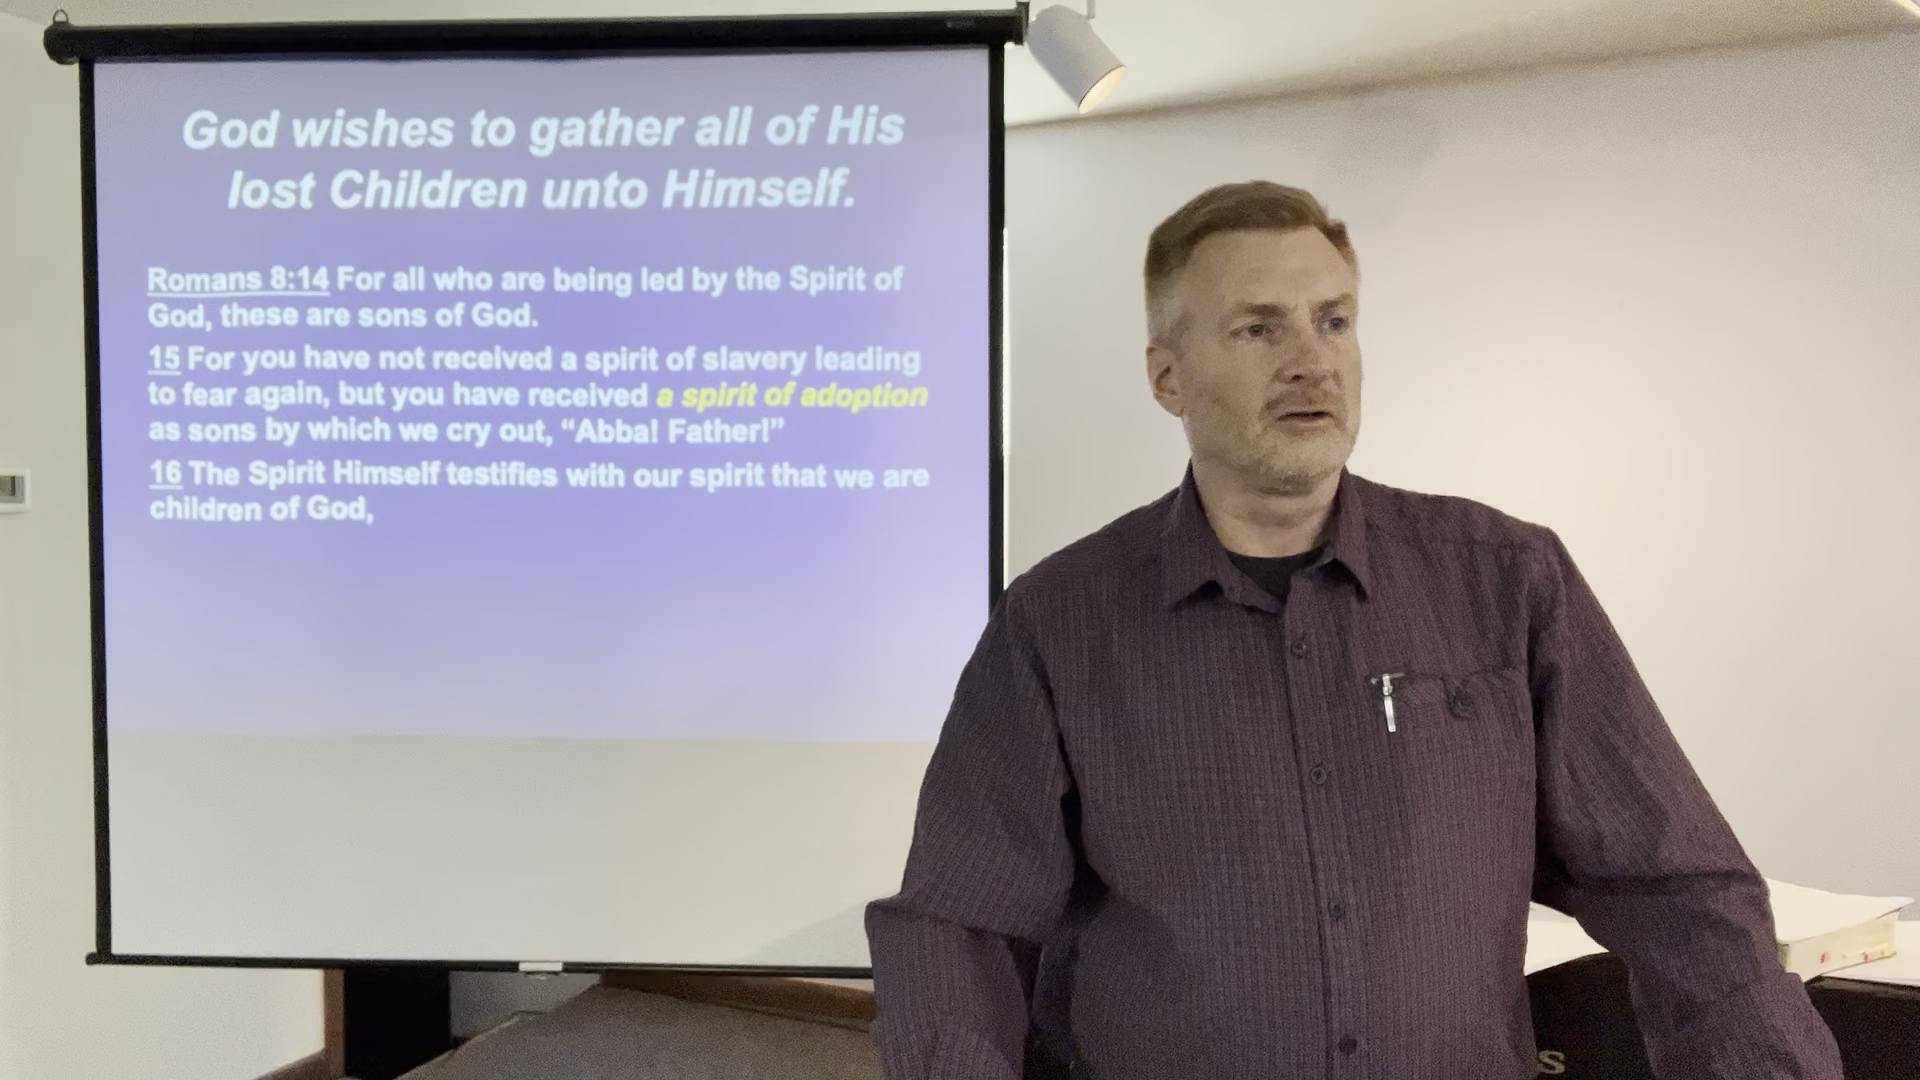 God wishes to gather all of His
lost Children unto Himself.
Romans 8:14 For all who are being led by the Spirit of
God, these are sons of God.
15 For you have not received a spirit of slavery leading
to fear again, but you have received a spirit of adoption
as sons by which we cry out, “Abba! Father!”
16 The Spirit Himself testifies with our spirit that we are
children of God,
s